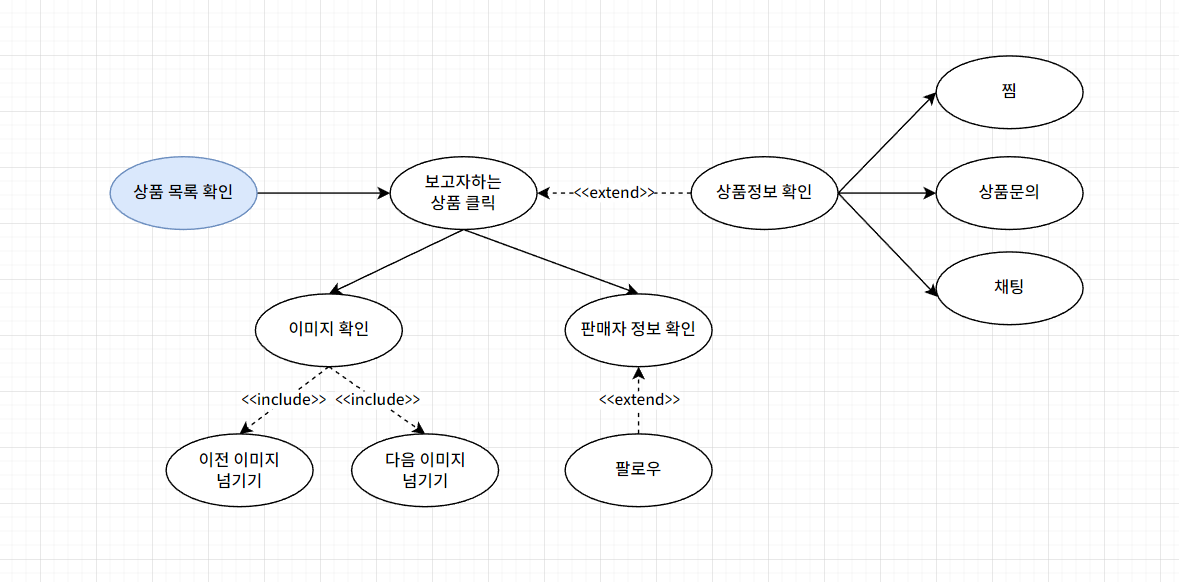 찜
상품 목록 확인
보고자하는
상품 클릭
<<extend>>
상품정보 확인
상품문의
채팅
이미지 확인
판매자 정보 확인
<<include>>
<<include>>
<<extend>>
이전 이미지
넘기기
다음 이미지
넘기기
팔로우